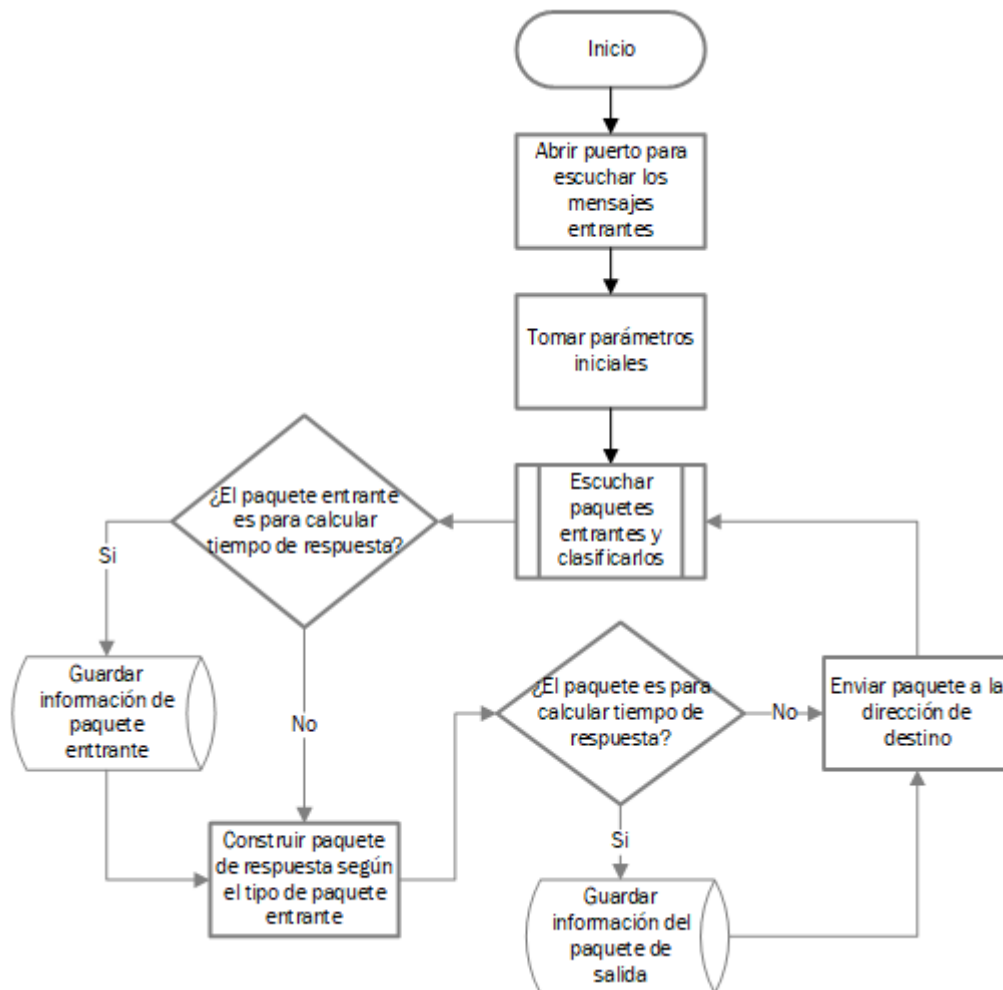 Inicio
Abrir puerto para
escuchar los
mensajes
entrantes
Tomar parámetros
iniciales
Escuchar
paquetes
entrantes y
clasificarlos
¿El paquete entrante
es para calcular
tiempo de respuesta?
Si
Guardar
información de
paquete
enttrante
No
Construir paquete
de respuesta según
el tipo de paquete
entrante
¿El paquete es para
calcular tiempo de
respuesta?
No
Enviar paquete a la
dirección de
destino
Si
Guardar
información del
paquete de
salida